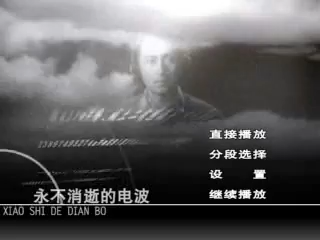 直接播放
分段选择
设 置
继续播放
永不消逝的电波
XIAO SHI DE DIAN BO